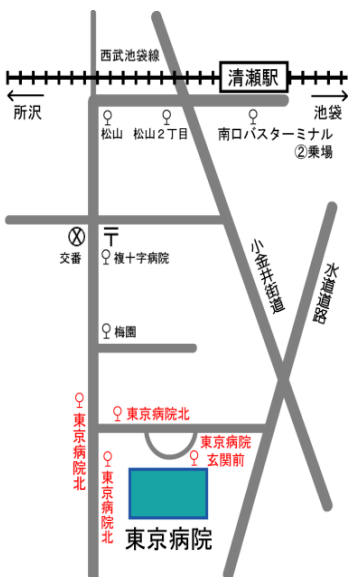 西武池袋線
清瀬駅
所沢
池袋
松山
松山2丁目
南口バスターミナル
②乗場
交番
〒
複十字病院
小金井街道
水道道路
梅園
東京病院北
東京病院北
東京病院
玄関前
東京病院北
東京病院